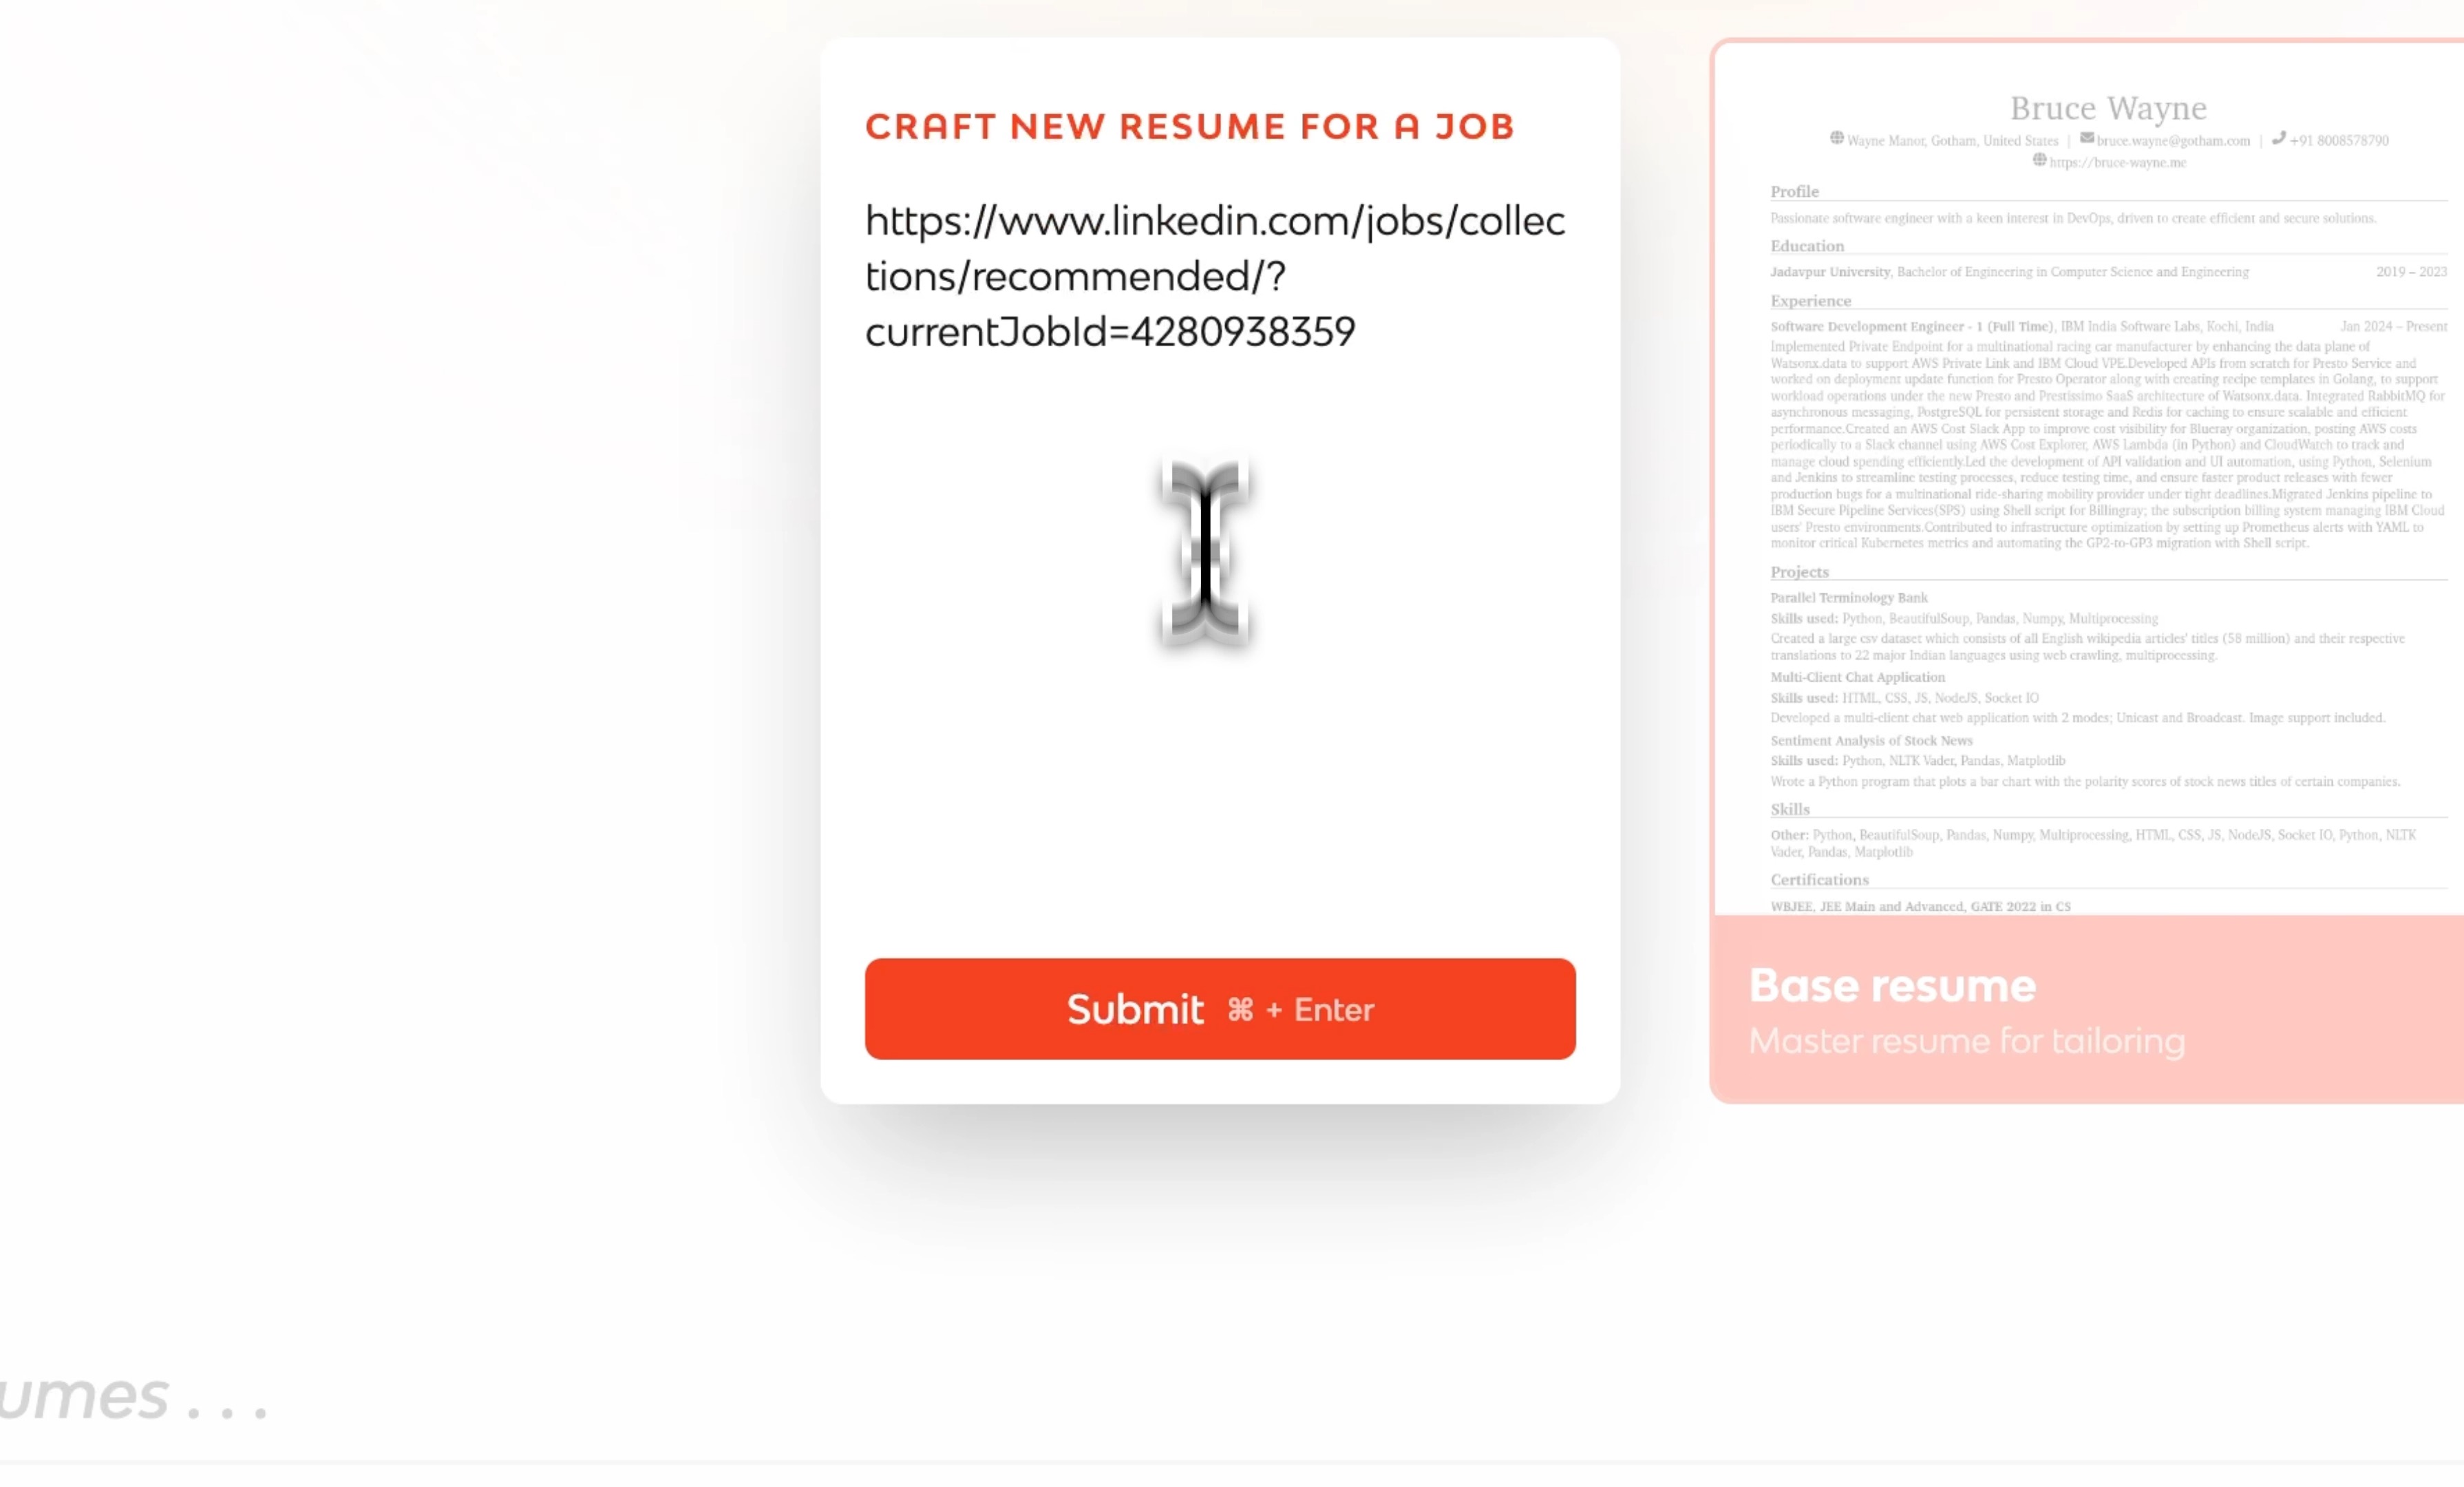 CRAFT NEW RESUME FOR A JOB
https://www.linkedin.com/jobs/collec
tions/recommended/?
currentJobId=4280938359
Submit ⌘ + Enter
Bruce Wayne
Wayne Manor, Gotham, United States | bruce.wayne@gotham.com | +91 8008578790
https://bruce-wayne.me
Profile
Passionate software engineer with a keen interest in DevOps, driven to create efficient and secure solutions.
Education
Jadavpur University, Bachelor of Engineering in Computer Science and Engineering 2019 – 2023
Experience
Software Development Engineer - 1 (Full Time), IBM India Software Labs, Kochi, India Jan 2024 – Present
Implemented Private Endpoint for a multinational racing car manufacturer by enhancing the data plane of
Watsonx.data to support AWS Private Link and IBM Cloud VPE.Developed APIs from scratch for Presto Service and
worked on deployment update function for Presto Operator along with creating recipe templates in Golang, to support
workload operations under the new Presto and Prestissimo SaaS architecture of Watsonx.data. Integrated RabbitMQ for
asynchronous messaging, PostgreSQL for persistent storage and Redis for caching to ensure scalable and efficient
performance.Created an AWS Cost Slack App to improve cost visibility for Blueray organization, posting AWS costs
periodically to a Slack channel using AWS Cost Explorer, AWS Lambda (in Python) and CloudWatch to track and
manage cloud spending efficiently.Led the development of API validation and UI automation, using Python, Selenium
and Jenkins to streamline testing processes, reduce testing time, and ensure faster product releases with fewer
production bugs for a multinational ride-sharing mobility provider under tight deadlines.Migrated Jenkins pipeline to
IBM Secure Pipeline Services(SPS) using Shell script for Billingray; the subscription billing system managing IBM Cloud
users' Presto environments.Contributed to infrastructure optimization by setting up Prometheus alerts with YAML to
monitor critical Kubernetes metrics and automating the GP2-to-GP3 migration with Shell script.
Projects
Parallel Terminology Bank
Skills used: Python, BeautifulSoup, Pandas, Numpy, Multiprocessing
Created a large csv dataset which consists of all English wikipedia articles' titles (58 million) and their respective
translations to 22 major Indian languages using web crawling, multiprocessing.
Multi-Client Chat Application
Skills used: HTML, CSS, JS, NodeJS, Socket IO
Developed a multi-client chat web application with 2 modes; Unicast and Broadcast. Image support included.
Sentiment Analysis of Stock News
Skills used: Python, NLTK Vader, Pandas, Matplotlib
Wrote a Python program that plots a bar chart with the polarity scores of stock news titles of certain companies.
Skills
Other: Python, BeautifulSoup, Pandas, Numpy, Multiprocessing, HTML, CSS, JS, NodeJS, Socket IO, Python, NLTK
Vader, Pandas, Matplotlib
Certifications
WBJEE, JEE Main and Advanced, GATE 2022 in CS
Base resume
Master resume for tailoring
umes . . .